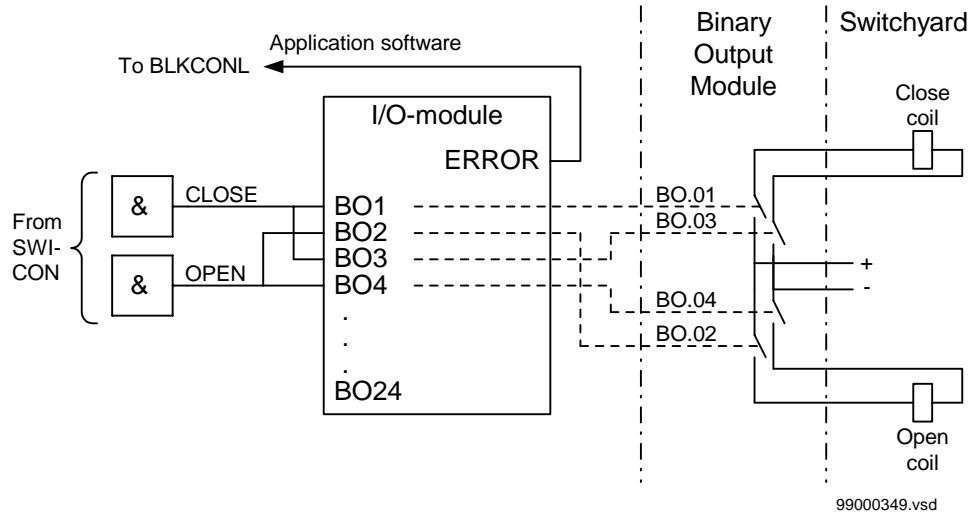 Application software
To BLKCONL
Binary
Output
Module
Switchyard
Close
coil
I/O-module
ERROR
From
SWI-
CON
&
CLOSE
&
OPEN
BO1
BO2
BO3
BO4
.
.
.
BO24
BO.01
BO.03
BO.04
BO.02
+
-
Open
coil
99000349.vsd